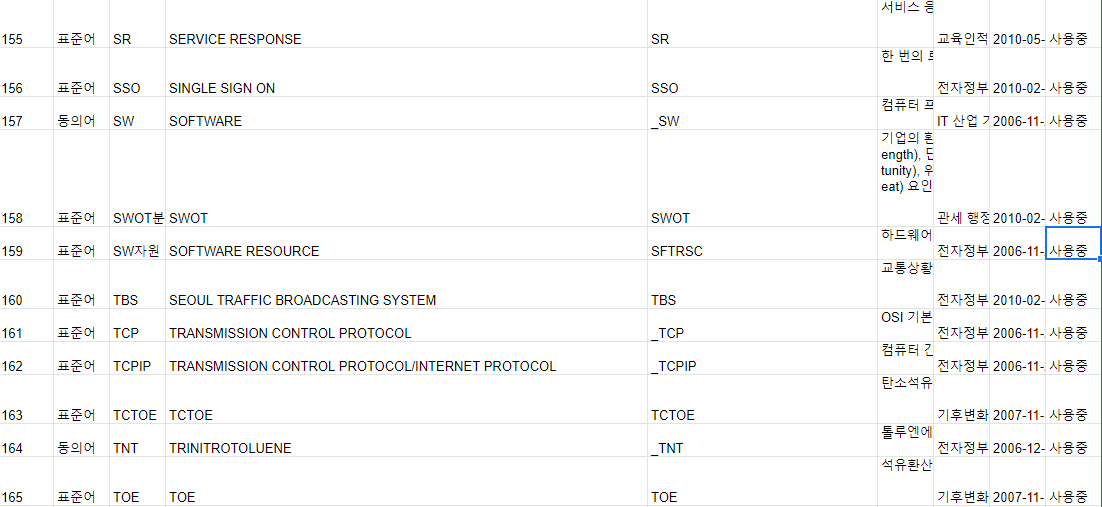 서비스 응
155 표준어 SR SERVICE RESPONSE SR 교육인적 2010-05- 사용중
한 번의 로
156 표준어 SSO SINGLE SIGN ON SSO 전자정부 2010-02- 사용중
컴퓨터 프
157 동의어 SW SOFTWARE _SW IT 산업 기 2006-11- 사용중
기업의 환
ength), 단
tunity), 위
eat) 요인
158 표준어 SWOT분 SWOT SWOT 관세 행정 2010-02- 사용중
하드웨어
159 표준어 SW자원 SOFTWARE RESOURCE SFTRSC 전자정부 2006-11- 사용중
교통상황
160 표준어 TBS SEOUL TRAFFIC BROADCASTING SYSTEM TBS 전자정부 2010-02- 사용중
OSI 기본
161 표준어 TCP TRANSMISSION CONTROL PROTOCOL _TCP 전자정부 2006-11- 사용중
컴퓨터 간
162 표준어 TCPIP TRANSMISSION CONTROL PROTOCOL/INTERNET PROTOCOL _TCPIP 전자정부 2006-11- 사용중
탄소석유
163 표준어 TCTOE TCTOE TCTOE 기후변화 2007-11- 사용중
톨루엔에
164 동의어 TNT TRINITROTOLUENE _TNT 전자정부 2006-12- 사용중
석유환산
165 표준어 TOE TOE TOE 기후변화 2007-11- 사용중